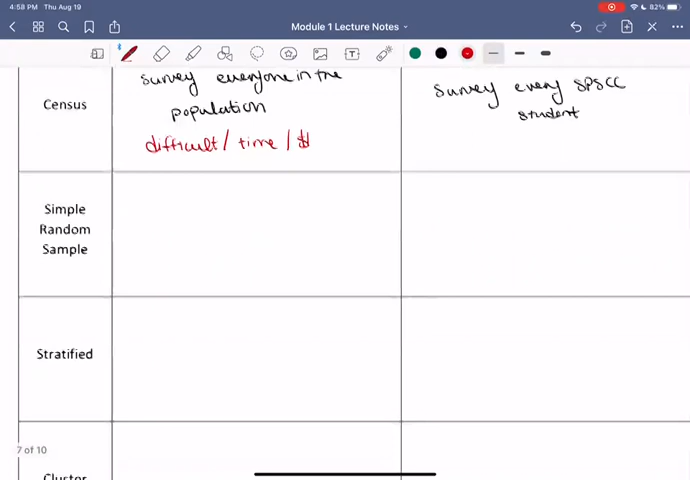 4:58 PM Thu Aug 19
82%
Module 1 Lecture Notes
T
Census
survey everyone in the
population
difficult / time / $
survey every SPSCC
student
Simple
Random
Sample
Stratified
7 of 10
Cluster